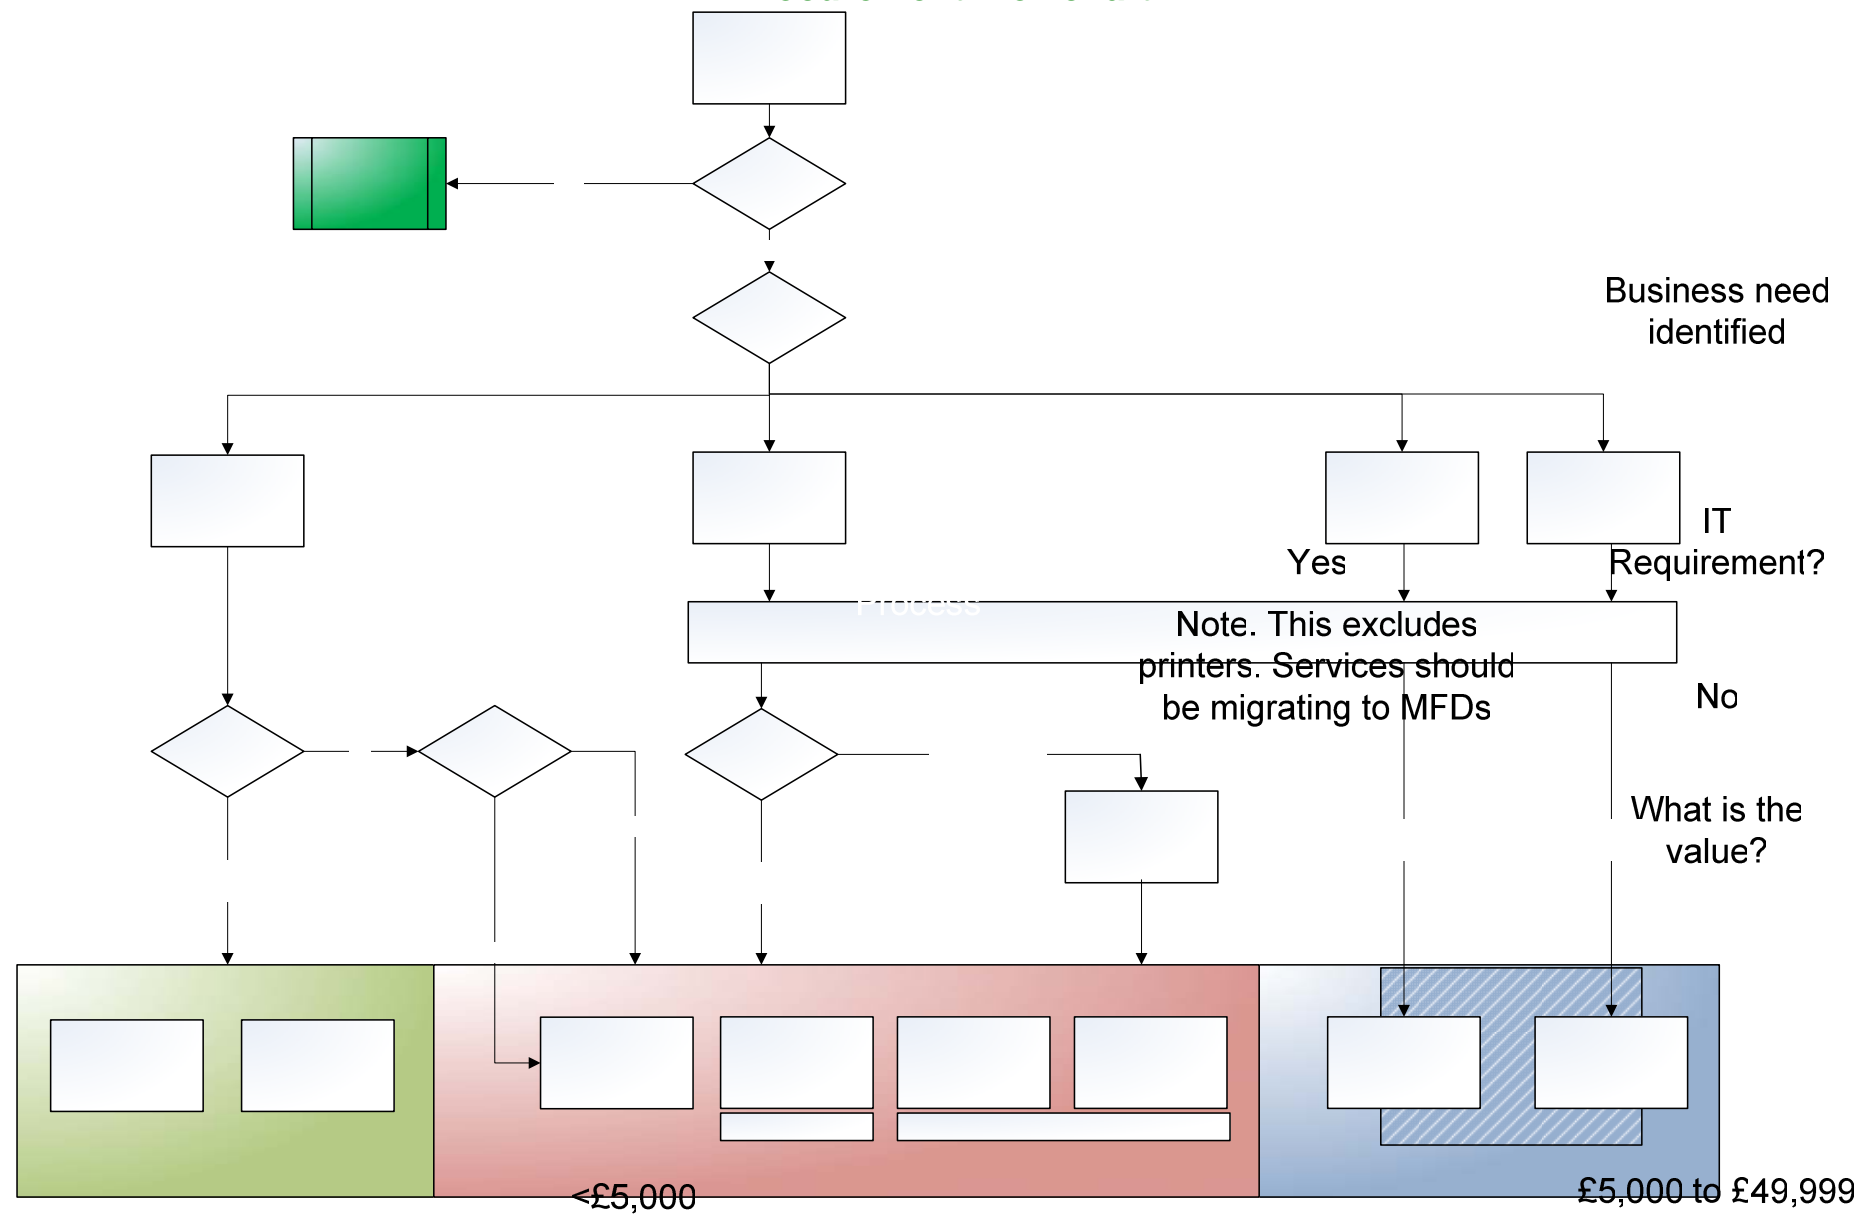 Business need
identified
IT
Requirement?
Yes
Process
Note. This excludes
printers. Services should
be migrating to MFDs
No
What is the
value?
<£5,000
£5,000 to £49,999